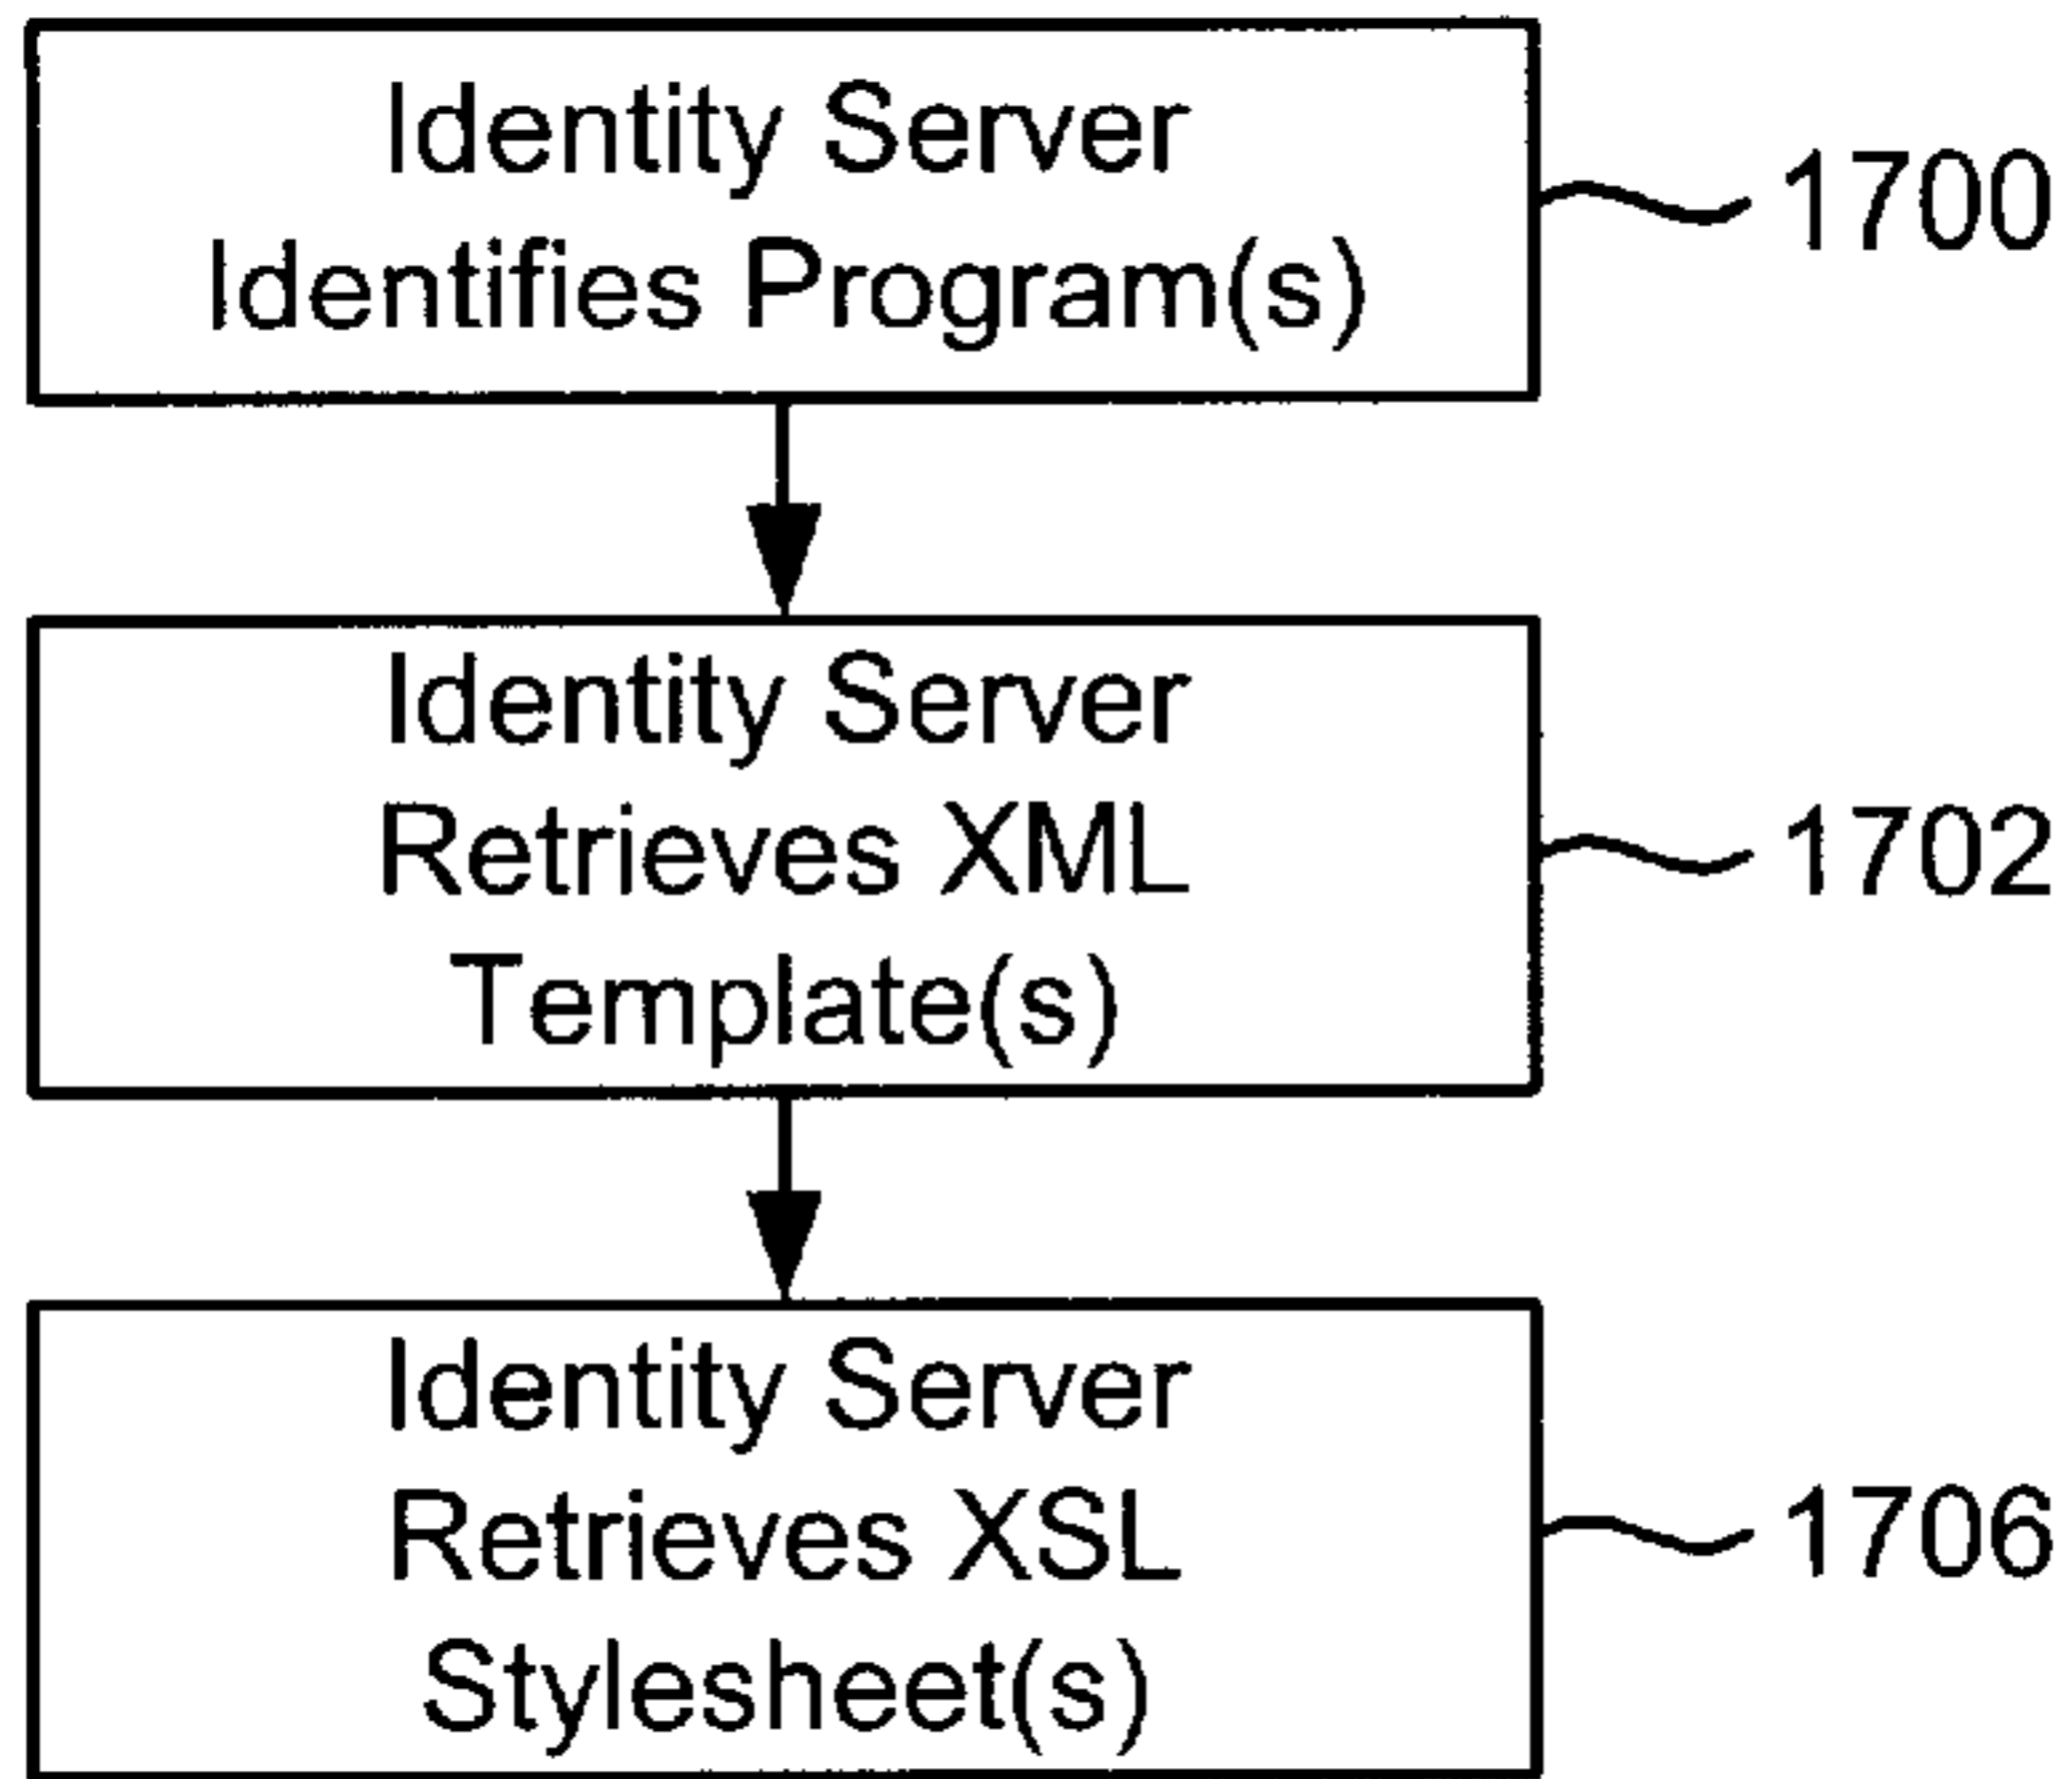 Identity Server
Identifies Program(s)
1700
Identity Server
Retrieves XML
Template(s)
1702
Identity Server
Retrieves XSL
Stylesheet(s)
1706